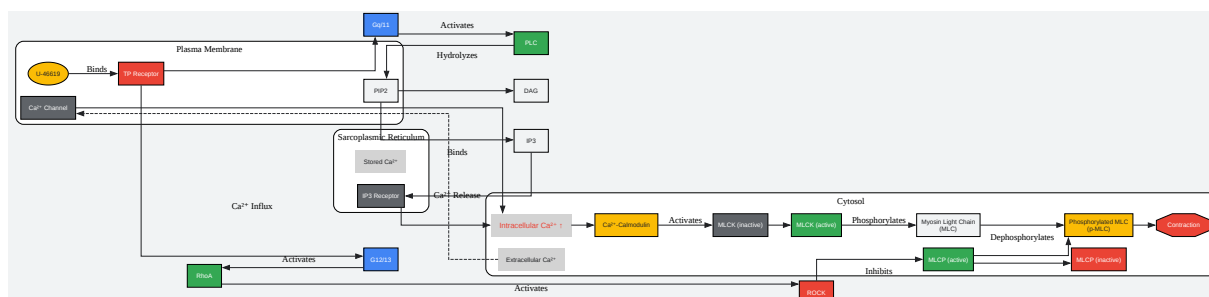 Gq/11
Activates
PLC
Plasma Membrane
Hydrolyzes
U-46619
Binds
TP Receptor
PIP2
DAG
Ca²⁺ Channel
Sarcoplasmic Reticulum
IP3
Binds
Stored Ca²⁺
IP3 Receptor
Ca²⁺ Release
Cytosol
Ca²⁺ Influx
Intracellular Ca²⁺ ↑
Ca²⁺-Calmodulin
Activates
MLCK (inactive)
MLCK (active)
Phosphorylates
Myosin Light Chain
(MLC)
Phosphorylated MLC
(p-MLC)
Contraction
Dephosphorylates
Extracellular Ca²⁺
G12/13
Activates
RhoA
MLCP (active)
MLCP (inactive)
Inhibits
Activates
ROCK